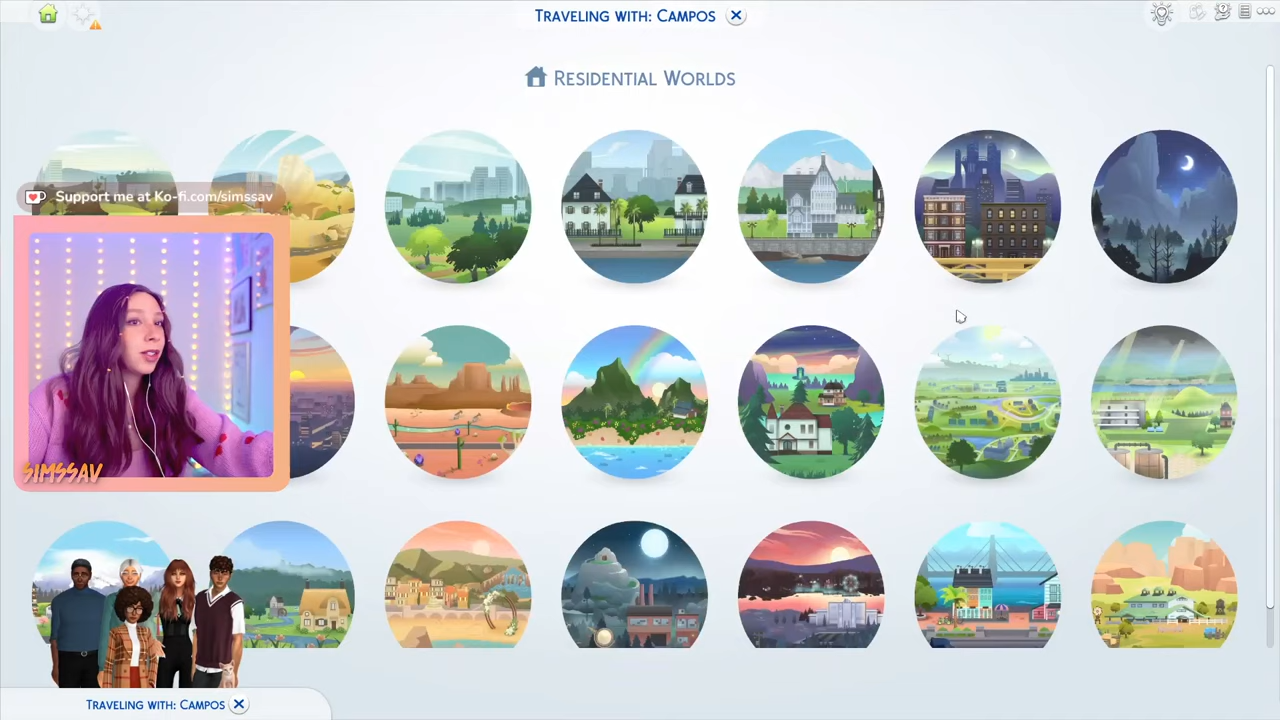 TRAVELING WITH: CAMPOS
RESIDENTIAL WORLDS
Support me at Ko-fi.com/simssav
SIMSSAV
TRAVELING WITH: CAMPOS